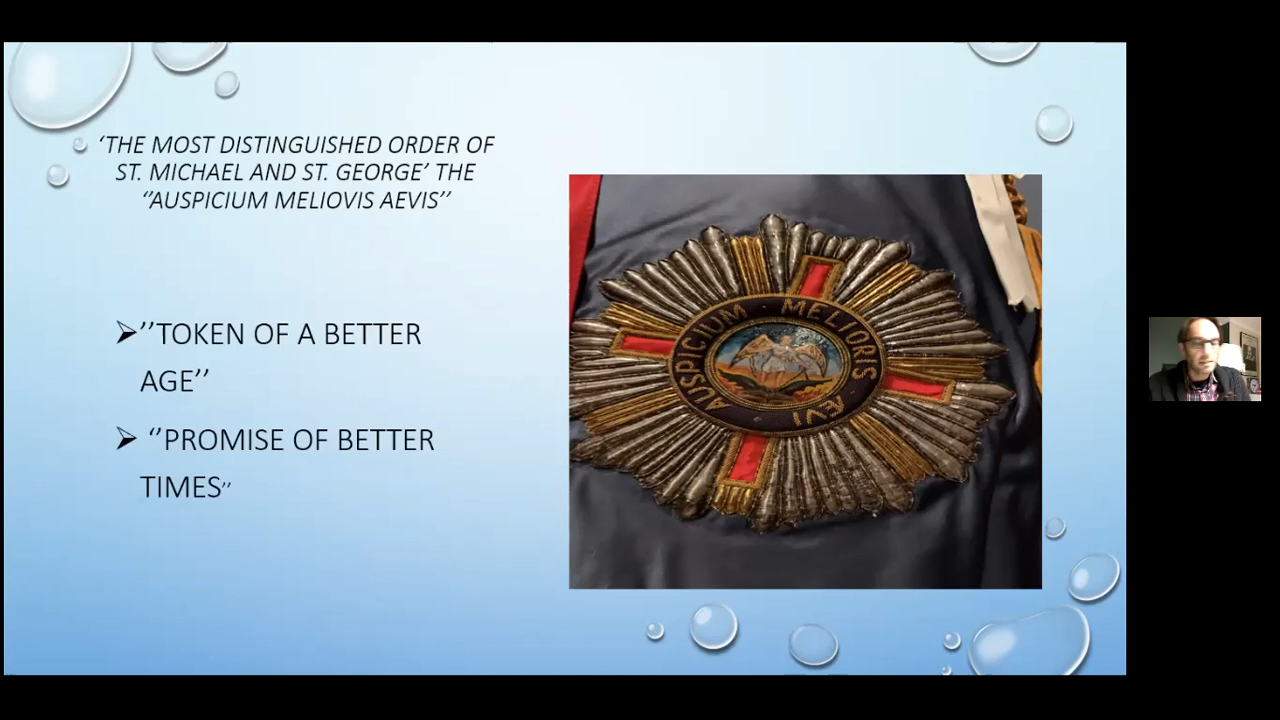 ‘THE MOST DISTINGUISHED ORDER OF
ST. MICHAEL AND ST. GEORGE’ THE
‘’AUSPICIUM MELIOVIS AEVIS’’
’’TOKEN OF A BETTER
AGE’’
‘’PROMISE OF BETTER
TIMES’’
AUSPICIUM · MELIORIS · ÆVI ·